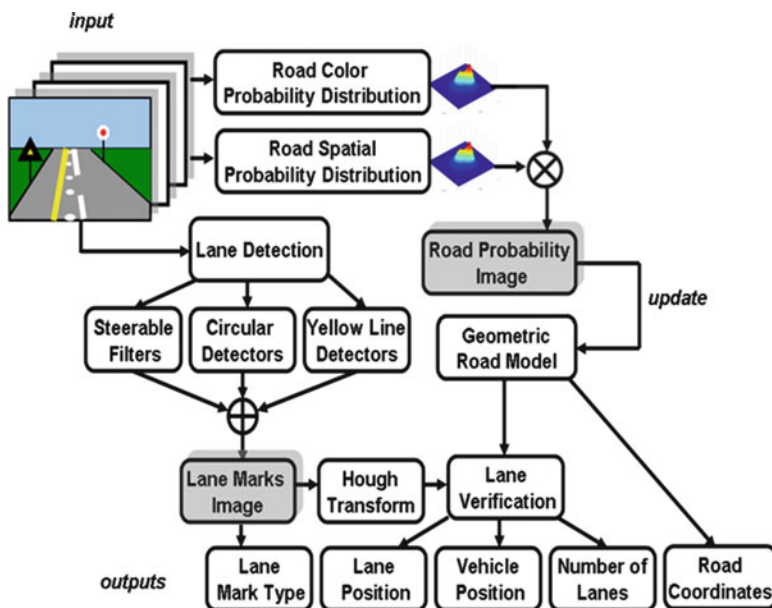 input
Road Color
Probability Distribution
Road Spatial
Probability Distribution
Lane Detection
Road Probability
Image
update
Steerable
Filters
Circular
Detectors
Yellow Line
Detectors
Geometric
Road Model
Lane Marks
Image
Hough
Transform
Lane
Verification
outputs
Lane
Mark Type
Lane
Position
Vehicle
Position
Number of
Lanes
Road
Coordinates